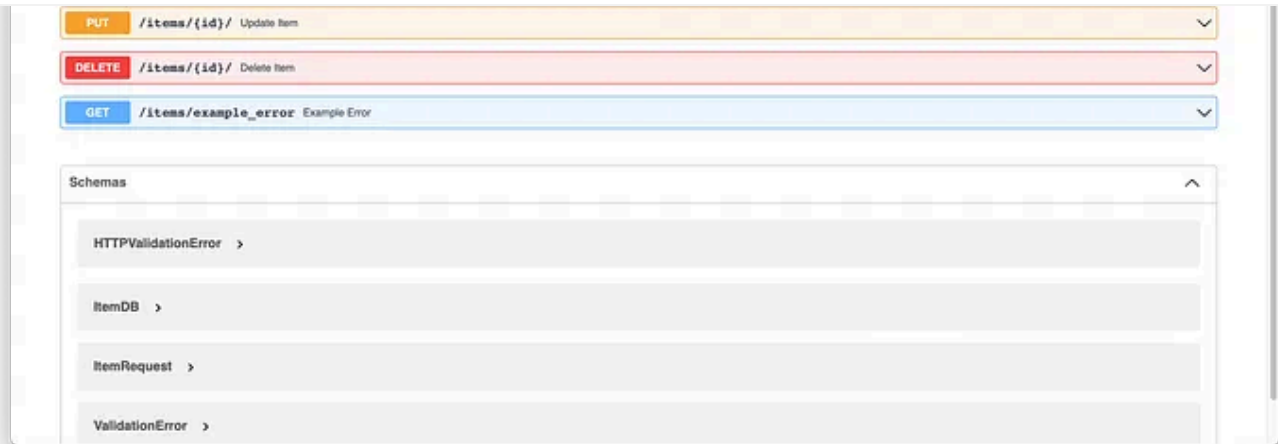 PUT /items/{id}/ Update Item
DELETE /items/{id}/ Delete Item
GET /items/example_error Example Error
Schemas
HTTPValidationError
ItemDB
ItemRequest
ValidationError